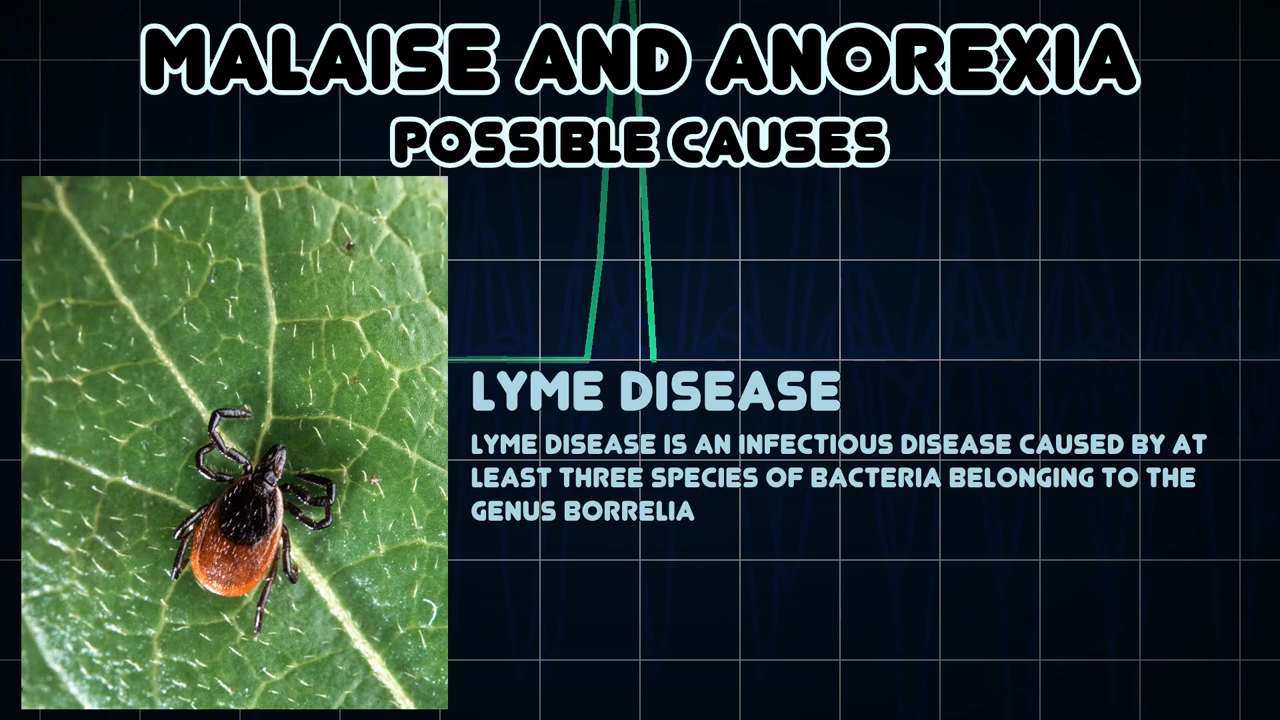 MALAISE AND ANOREXIA
POSSIBLE CAUSES
LYME DISEASE
LYME DISEASE IS AN INFECTIOUS DISEASE CAUSED BY AT
LEAST THREE SPECIES OF BACTERIA BELONGING TO THE
GENUS BORRELIA